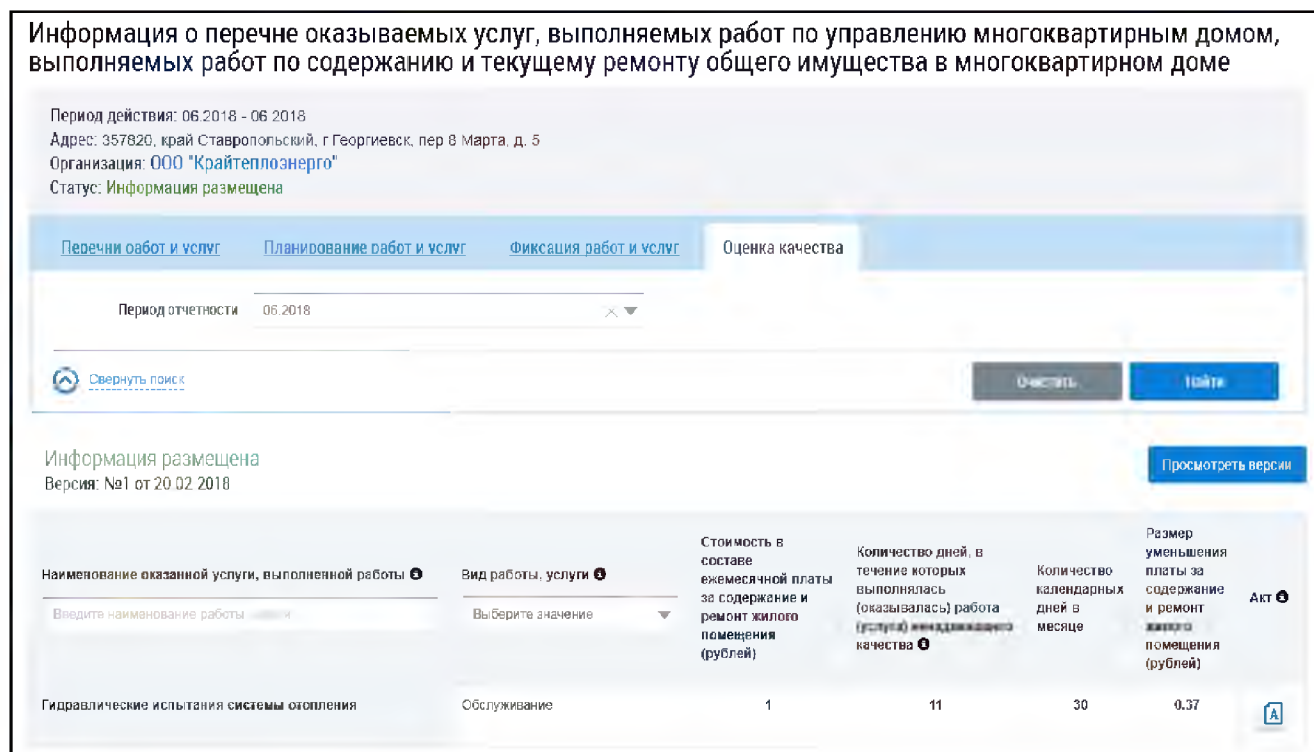 Информация о перечне оказываемых услуг, выполняемых работ по управлению многоквартирным домом,
выполняемых работ по содержанию и текущему ремонту общего имущества в многоквартирном доме
Период действия: 06.2018 - 06 2018
Адрес: 357820, край Ставропольский, г Георгиевск, пер 8 Марта, д. 5
Организация: ООО "Крайтеплоэнерго"
Статус: Информация размещена
Перечни работ и услуг Планирование работ и услуг Фиксация работ и услуг Оценка качества
Период отчетности 06.2018
Свернуть поиск Очистить Найти
Информация размещена
Версия: №1 от 20 02 2018
Просмотреть версии
Наименование оказанной услуги, выполненной работы
Введите наименование работы
Вид работы, услуги
Выберите значение
Стоимость в
составе
ежемесячной платы
за содержание и
ремонт жилого
помещения
(рублей)
Количество дней, в
течение которых
выполнялась
(оказывалась) работа
(услуга) ненадлежащего
качества
Количество
календарных
дней в
месяце
Размер
уменьшения
платы за
содержание
и ремонт
жилого
помещения
(рублей)
Акт
Гидравлические испытания системы отопления Обслуживание 1 11 30 0.37